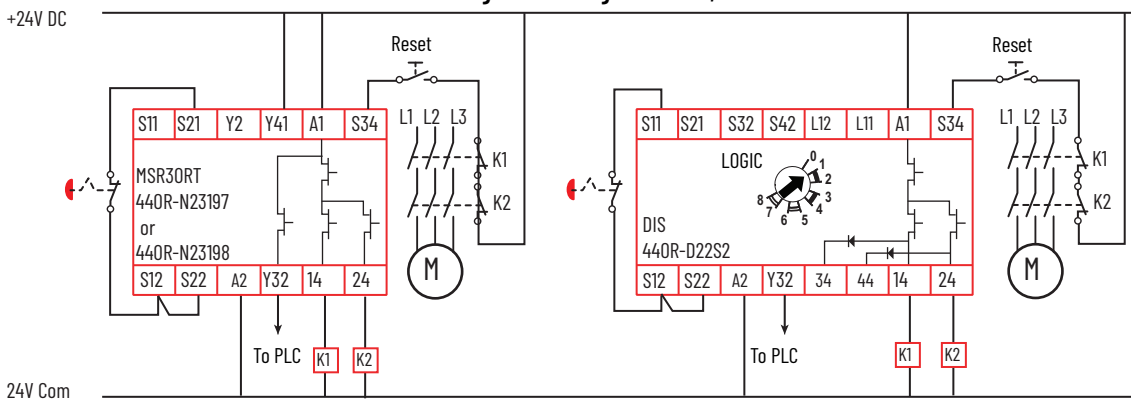 +24V DC
Reset
S11 S21 Y2 Y41 A1 S34
L1 L2 L3
MSR30RT
440R-N23197
or
440R-N23198
K1
K2
M
S12 S22 A2 Y32 14 24
To PLC
K1 K2
Reset
S11 S21 S32 S42 L12 L11 A1 S34
L1 L2 L3
LOGIC
0
1
2
3
4
5
6
7
8
DIS
440R-D22S2
K1
K2
M
S12 S22 A2 Y32 34 44 14 24
To PLC
K1 K2
24V Com